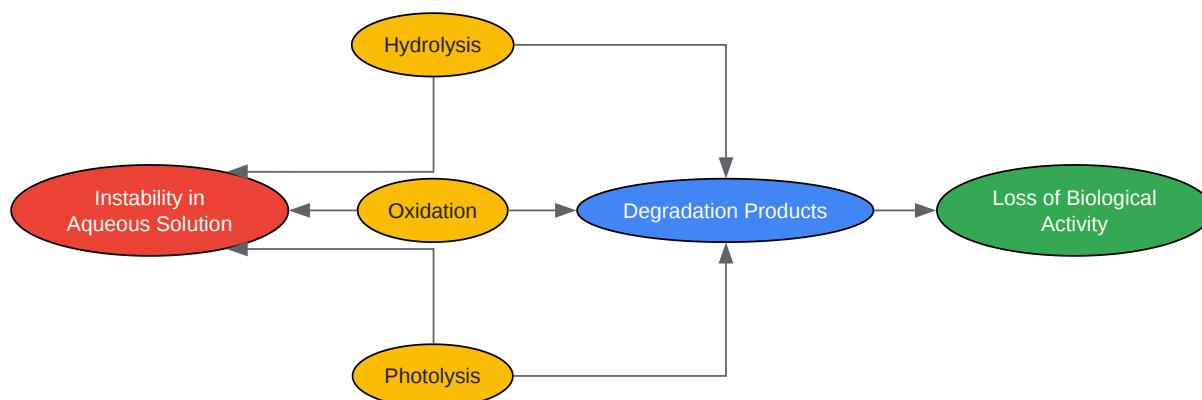 Hydrolysis
Instability in
Aqueous Solution
Oxidation
Degradation Products
Loss of Biological
Activity
Photolysis